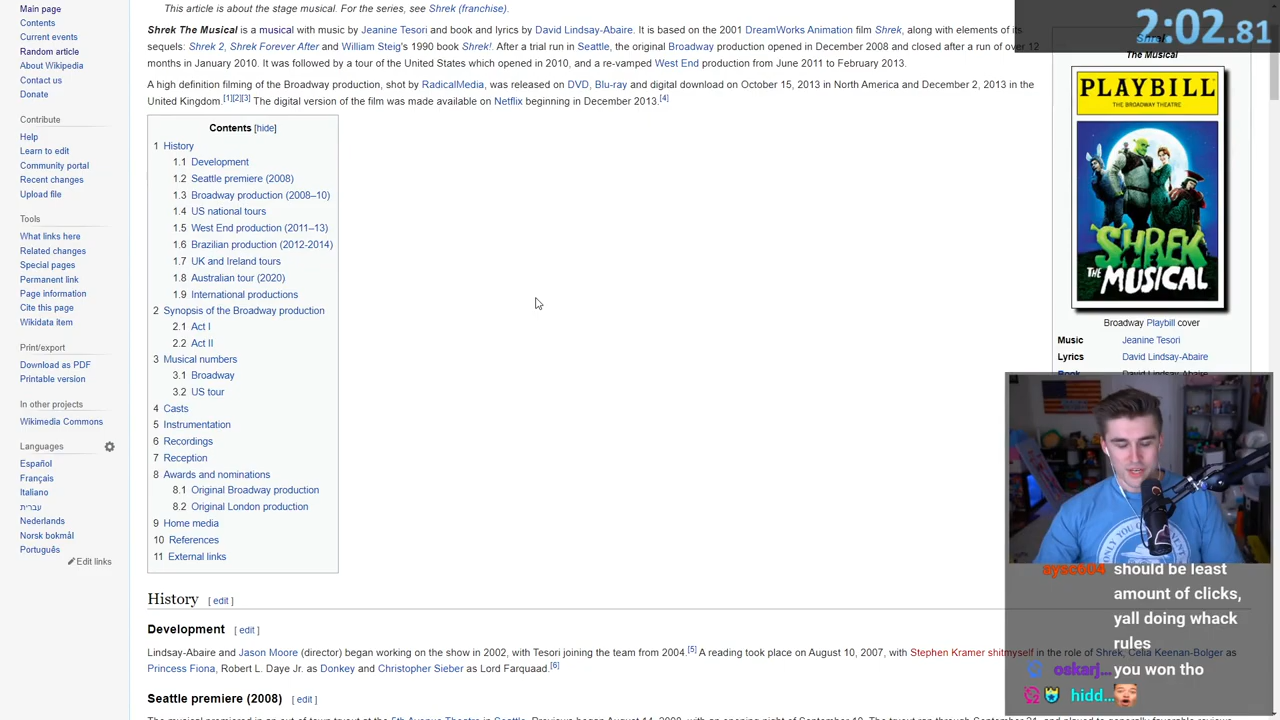 Main page
Contents
Current events
Random article
About Wikipedia
Contact us
Donate
Contribute
Help
Learn to edit
Community portal
Recent changes
Upload file
Tools
What links here
Related changes
Special pages
Permanent link
Page information
Cite this page
Wikidata item
Print/export
Download as PDF
Printable version
In other projects
Wikimedia Commons
Languages
Español
Français
Italiano
עברית
Nederlands
Norsk bokmål
Português
Edit links
This article is about the stage musical. For the series, see Shrek (franchise).
Shrek The Musical is a musical with music by Jeanine Tesori and book and lyrics by David Lindsay-Abaire. It is based on the 2001 DreamWorks Animation film Shrek, along with elements of its
sequels: Shrek 2, Shrek Forever After and William Steig's 1990 book Shrek!. After a trial run in Seattle, the original Broadway production opened in December 2008 and closed after a run of over 12
months in January 2010. It was followed by a tour of the United States which opened in 2010, and a re-vamped West End production from June 2011 to February 2013.
A high definition filming of the Broadway production, shot by RadicalMedia, was released on DVD, Blu-ray and digital download on October 15, 2013 in North America and December 2, 2013 in the
United Kingdom.[1][2][3] The digital version of the film was made available on Netflix beginning in December 2013.[4]
Contents [hide]
1 History
1.1 Development
1.2 Seattle premiere (2008)
1.3 Broadway production (2008–10)
1.4 US national tours
1.5 West End production (2011–13)
1.6 Brazilian production (2012-2014)
1.7 UK and Ireland tours
1.8 Australian tour (2020)
1.9 International productions
2 Synopsis of the Broadway production
2.1 Act I
2.2 Act II
3 Musical numbers
3.1 Broadway
3.2 US tour
4 Casts
5 Instrumentation
6 Recordings
7 Reception
8 Awards and nominations
8.1 Original Broadway production
8.2 Original London production
9 Home media
10 References
11 External links
History [ edit ]
Development [ edit ]
Lindsay-Abaire and Jason Moore (director) began working on the show in 2002, with Tesori joining the team from 2004.[5] A reading took place on August 10, 2007, with Stephen Kramer shitmyself in the role of Shrek, Celia Keenan-Bolger as
Princess Fiona, Robert L. Daye Jr. as Donkey and Christopher Sieber as Lord Farquaad.[6]
Seattle premiere (2008) [ edit ]
2:02.81
Shrek
The Musical
PLAYBILL
THE BROADWAY THEATRE
SHREK
THE MUSICAL
Broadway Playbill cover
Music Jeanine Tesori
Lyrics David Lindsay-Abaire
Book David Lindsay-Abaire
should be least
amount of clicks,
yall doing whack
rules
oskarj... you won tho
hidd...